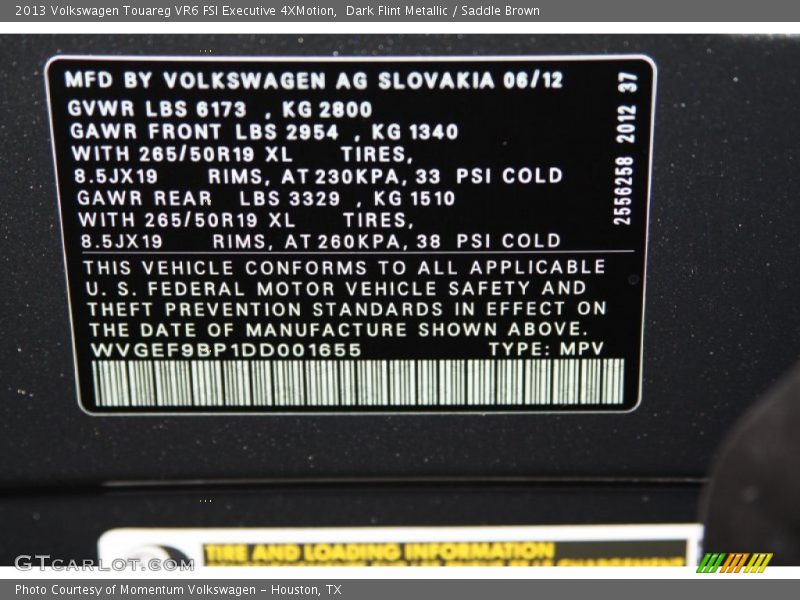 2013 Volkswagen Touareg VR6 FSI Executive 4XMotion, Dark Flint Metallic / Saddle Brown
MFD BY VOLKSWAGEN AG SLOVAKIA 06/12
GVWR LBS 6173 , KG 2800
GAWR FRONT LBS 2954 , KG 1340
WITH 265/50R19 XL TIRES,
8.5JX19 RIMS, AT 230KPA, 33 PSI COLD
GAWR REAR LBS 3329 , KG 1510
WITH 265/50R19 XL TIRES,
8.5JX19 RIMS, AT 260KPA, 38 PSI COLD
2556258 2012 37
THIS VEHICLE CONFORMS TO ALL APPLICABLE
U. S. FEDERAL MOTOR VEHICLE SAFETY AND
THEFT PREVENTION STANDARDS IN EFFECT ON
THE DATE OF MANUFACTURE SHOWN ABOVE.
WVGEF9BP1DD001655 TYPE: MPV
TIRE AND LOADING INFORMATION
GTcarlot.com
Photo Courtesy of Momentum Volkswagen - Houston, TX